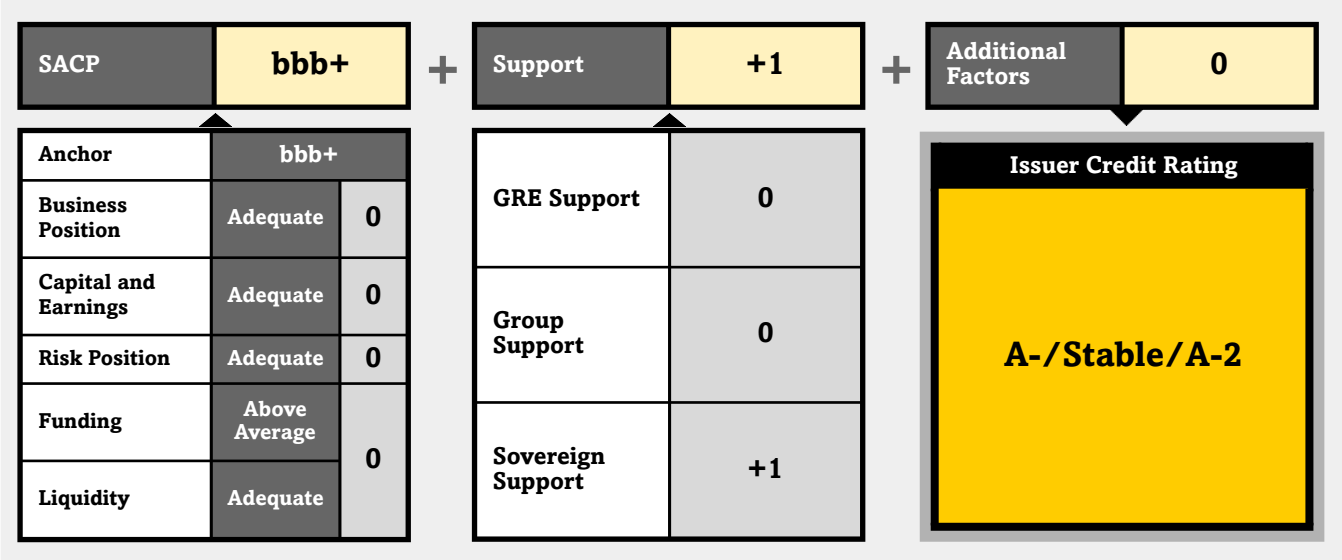 SACP
bbb+
+
Support
+1
+
Additional
Factors
0
Anchor
bbb+
Business
Position
Adequate
0
Capital and
Earnings
Adequate
0
Risk Position
Adequate
0
Funding
Above
Average
0
Liquidity
Adequate
GRE Support
0
Group
Support
0
Sovereign
Support
+1
Issuer Credit Rating
A-/Stable/A-2